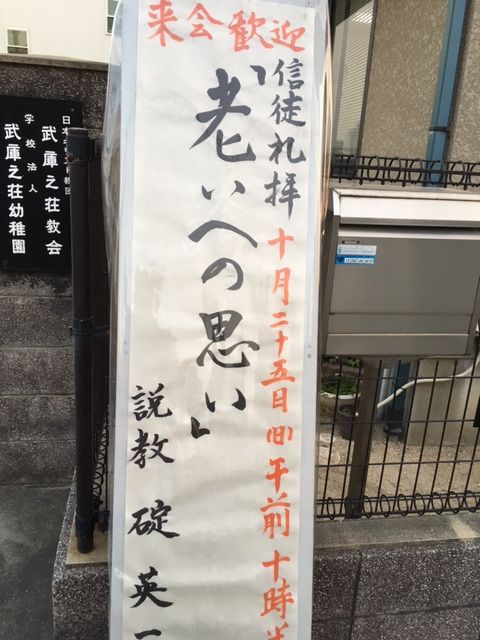 来会歓迎
信徒礼拝 十月二十五日(日)午前十時半
「老いへの思い」
説教 碇 英一
学校法人
武庫之荘教会
武庫之荘幼稚園